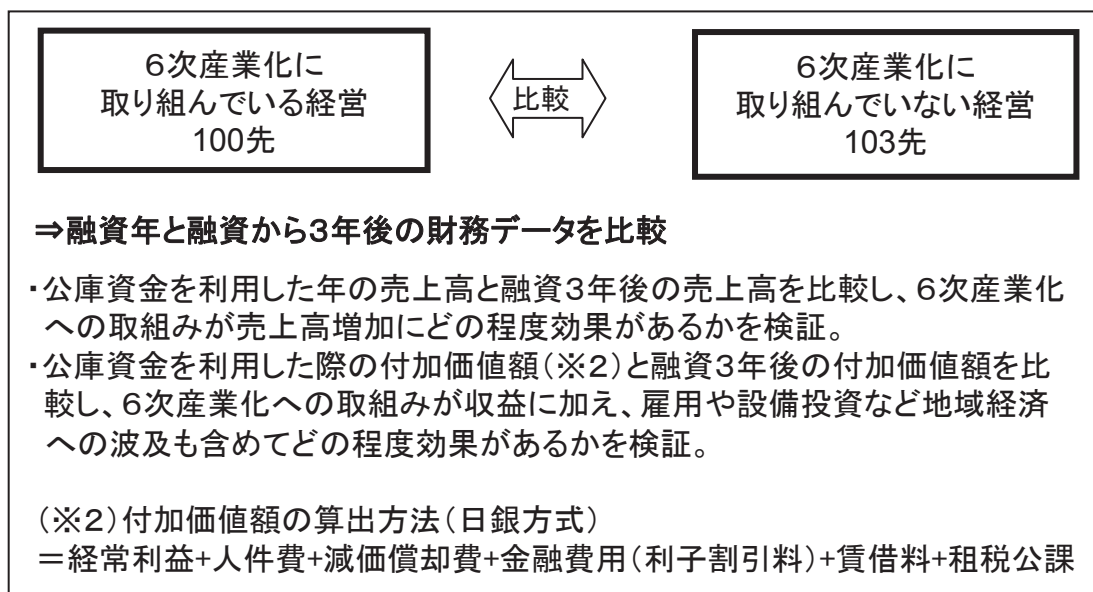 6次産業化に
取り組んでいる経営
100先
比較
6次産業化に
取り組んでいない経営
103先
⇒融資年と融資から3年後の財務データを比較
・公庫資金を利用した年の売上高と融資3年後の売上高を比較し、6次産業化
への取組みが売上高増加にどの程度効果があるかを検証。
・公庫資金を利用した際の付加価値額(※2)と融資3年後の付加価値額を比
較し、6次産業化への取組みが収益に加え、雇用や設備投資など地域経済
への波及も含めてどの程度効果があるかを検証。
(※2)付加価値額の算出方法(日銀方式)
=経常利益+人件費+減価償却費+金融費用(利子割引料)+賃借料+租税公課